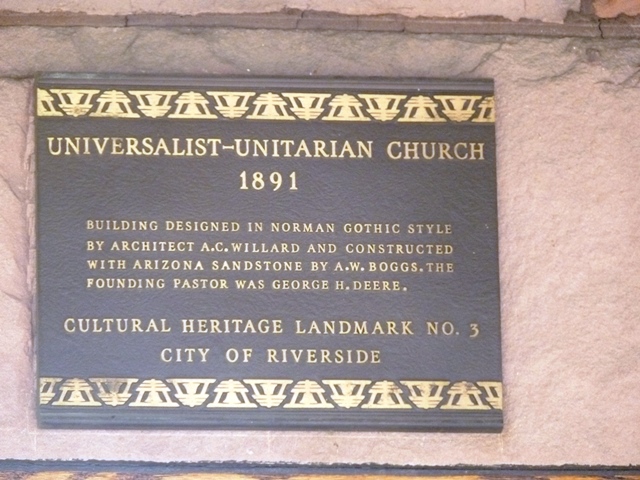 UNIVERSALIST-UNITARIAN CHURCH
1891
BUILDING DESIGNED IN NORMAN GOTHIC STYLE
BY ARCHITECT A.C. WILLARD AND CONSTRUCTED
WITH ARIZONA SANDSTONE BY A.W. BOGGS. THE
FOUNDING PASTOR WAS GEORGE H. DEERE.
CULTURAL HERITAGE LANDMARK NO. 3
CITY OF RIVERSIDE